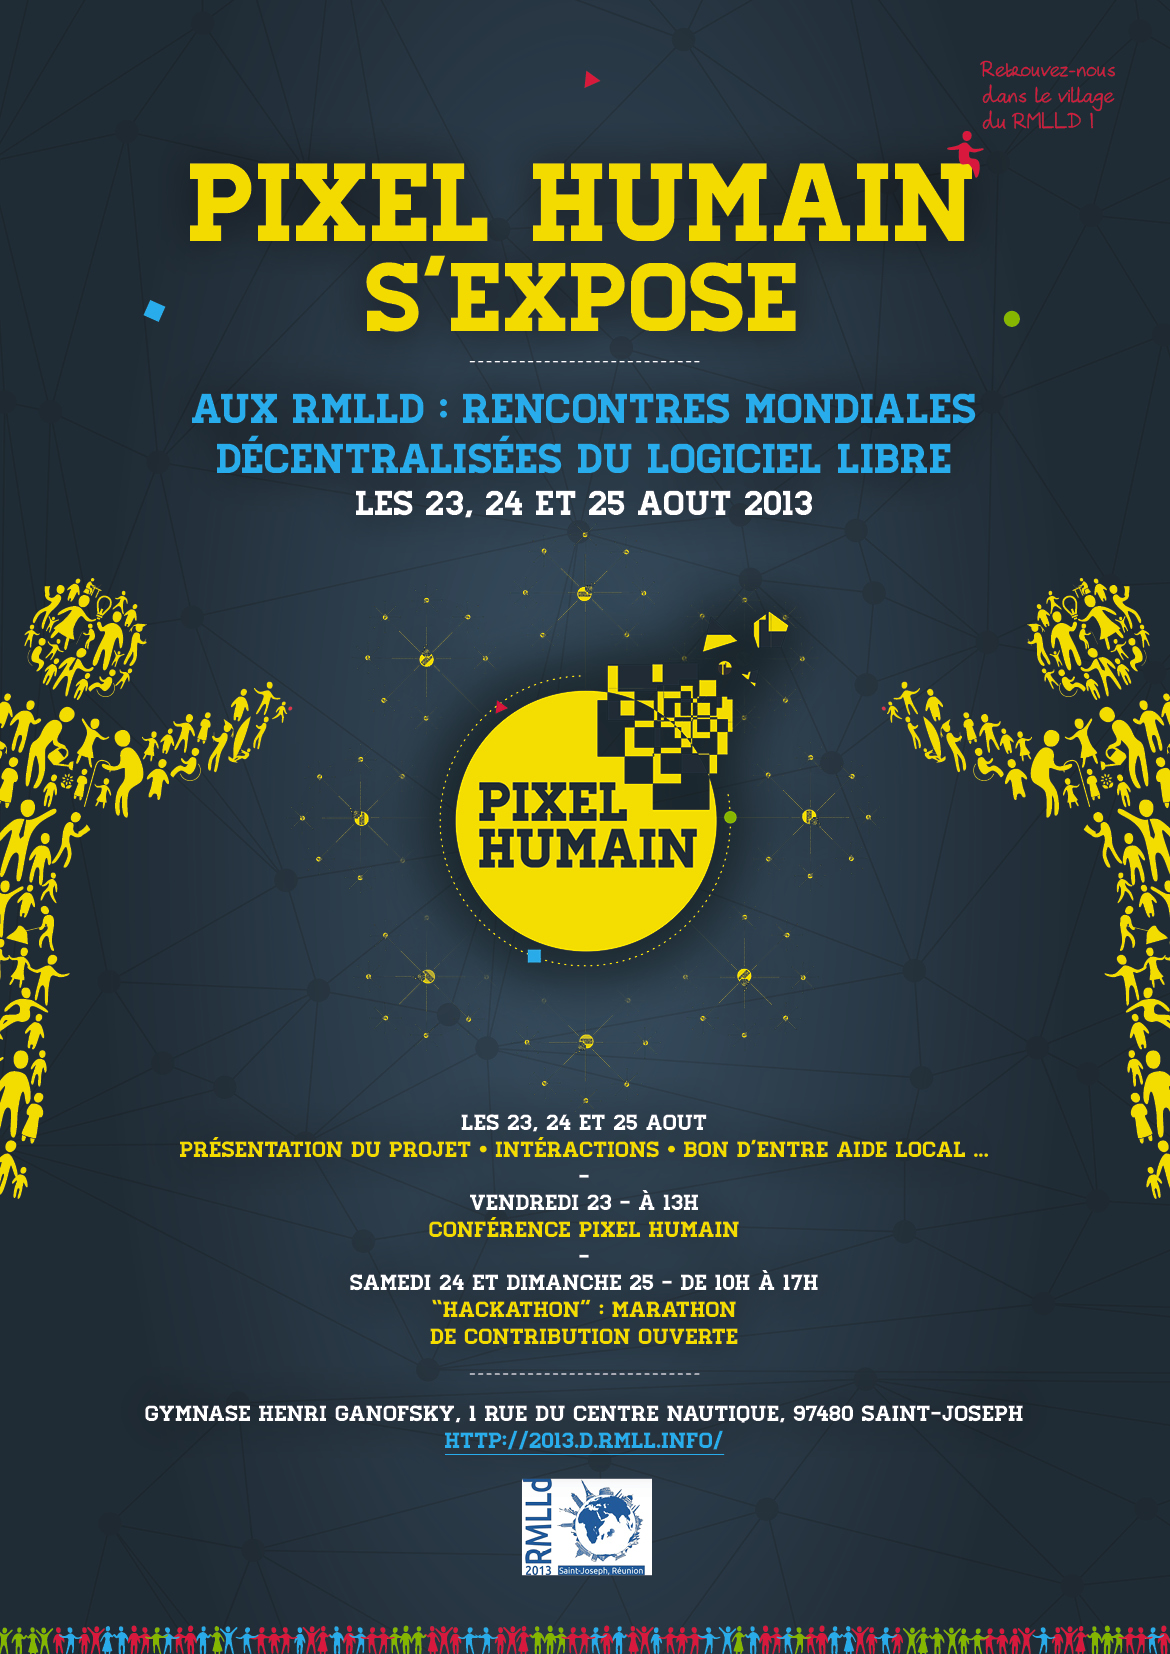 Retrouvez-nous
dans le village
du RMLLD !
PIXEL HUMAIN
S'EXPOSE
AUX RMLLD : RENCONTRES MONDIALES
DÉCENTRALISÉES DU LOGICIEL LIBRE
LES 23, 24 ET 25 AOUT 2013
PIXEL
HUMAIN
LES 23, 24 ET 25 AOUT
PRÉSENTATION DU PROJET • INTÉRACTIONS • BON D'ENTRE AIDE LOCAL ...
–
VENDREDI 23 – À 13H
CONFÉRENCE PIXEL HUMAIN
–
SAMEDI 24 ET DIMANCHE 25 – DE 10H À 17H
"HACKATHON" : MARATHON
DE CONTRIBUTION OUVERTE
GYMNASE HENRI GANOFSKY, 1 RUE DU CENTRE NAUTIQUE, 97480 SAINT-JOSEPH
HTTP://2013.D.RMLL.INFO/
RMLLd
2013
Saint-Joseph, Réunion